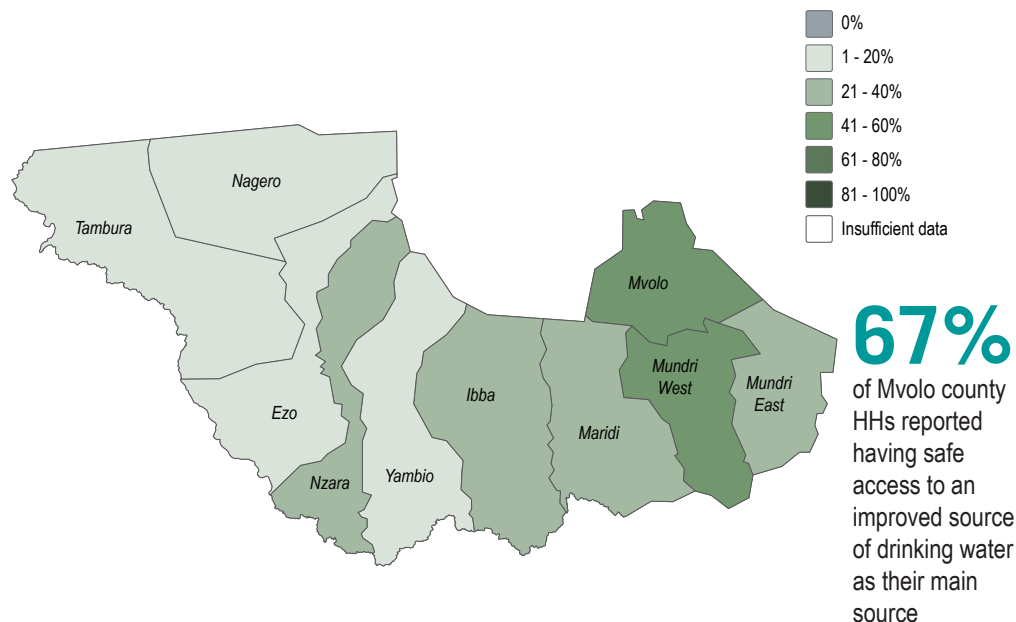 0%
1 - 20%
21 - 40%
41 - 60%
61 - 80%
81 - 100%
Insufficient data
Nagero
Tambura
Mvolo
Mundri
West
Mundri
East
Ibba
Ezo
Maridi
Nzara
Yambio
67%
of Mvolo county
HHs reported
having safe
access to an
improved source
of drinking water
as their main
source